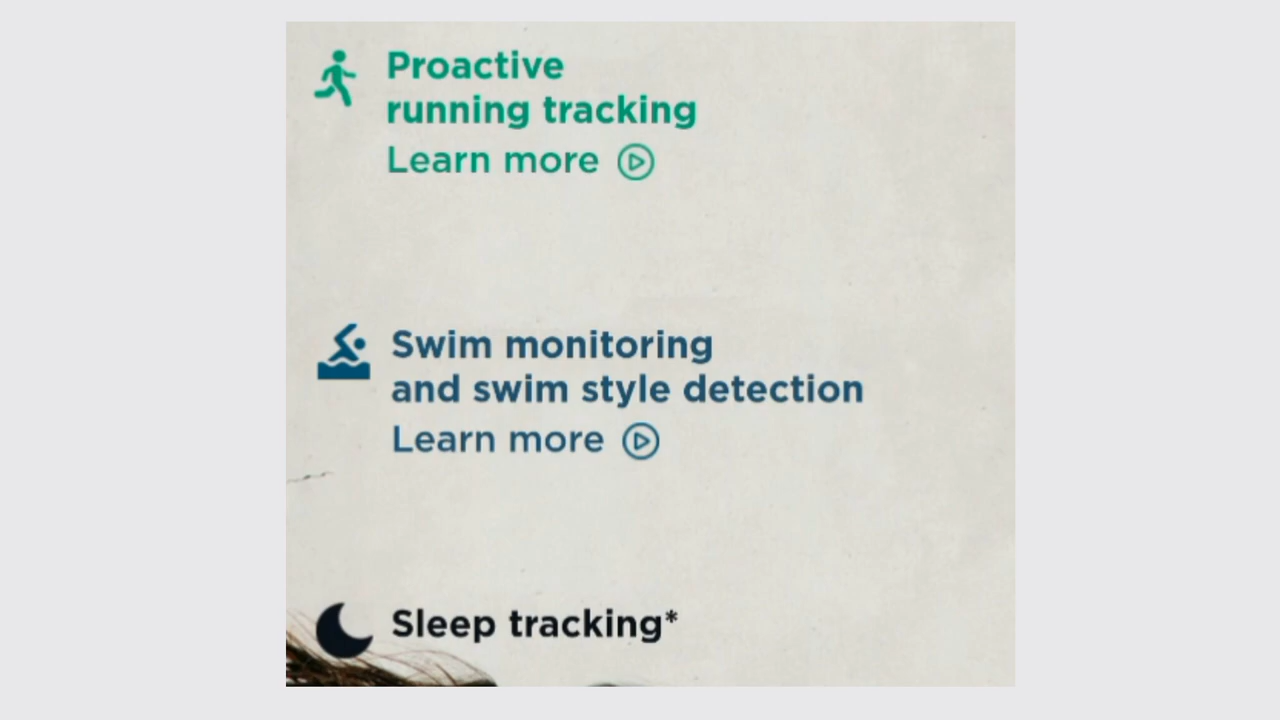 Proactive
running tracking
Learn more
Swim monitoring
and swim style detection
Learn more
Sleep tracking*